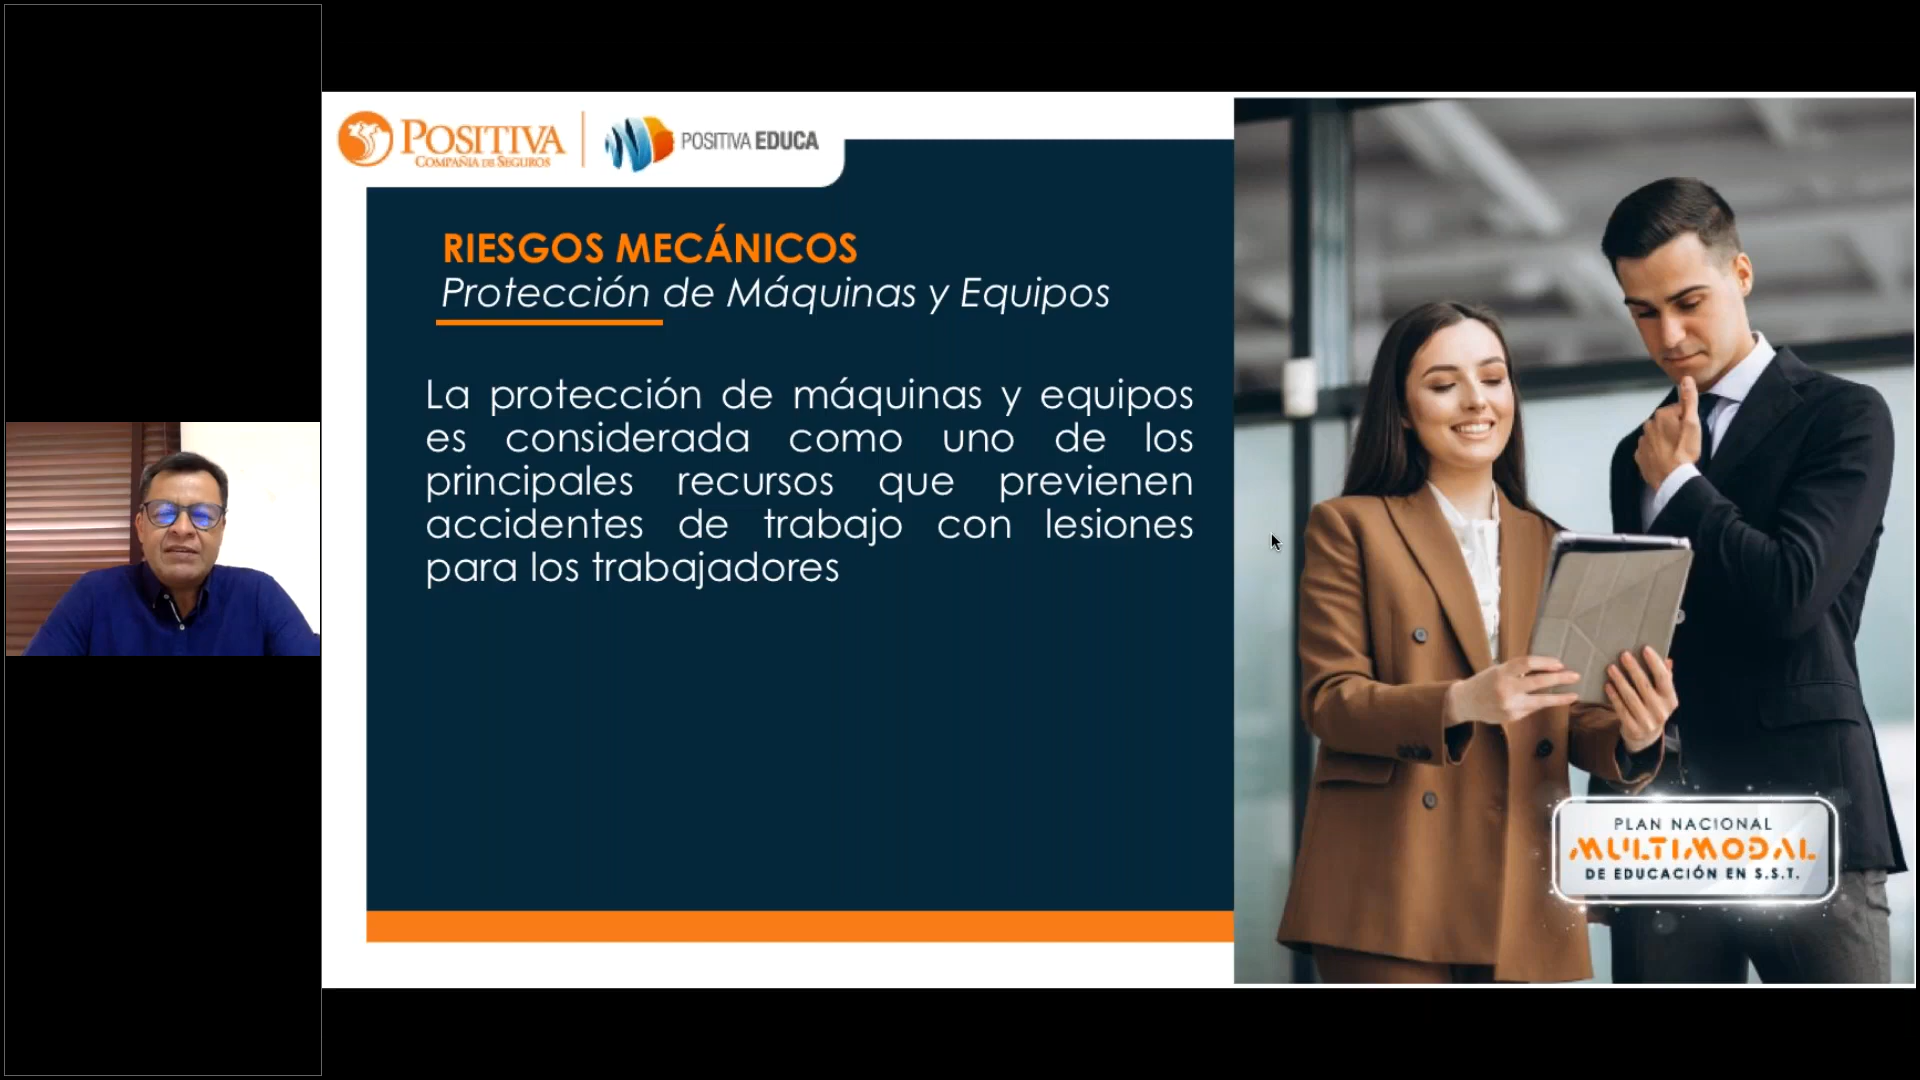 POSITIVA
COMPAÑIA DE SEGUROS
POSITIVA EDUCA
RIESGOS MECÁNICOS
Protección de Máquinas y Equipos
La protección de máquinas y equipos
es considerada como uno de los
principales recursos que previenen
accidentes de trabajo con lesiones
para los trabajadores
PLAN NACIONAL
MULTIMODAL
DE EDUCACIÓN EN S.S.T.